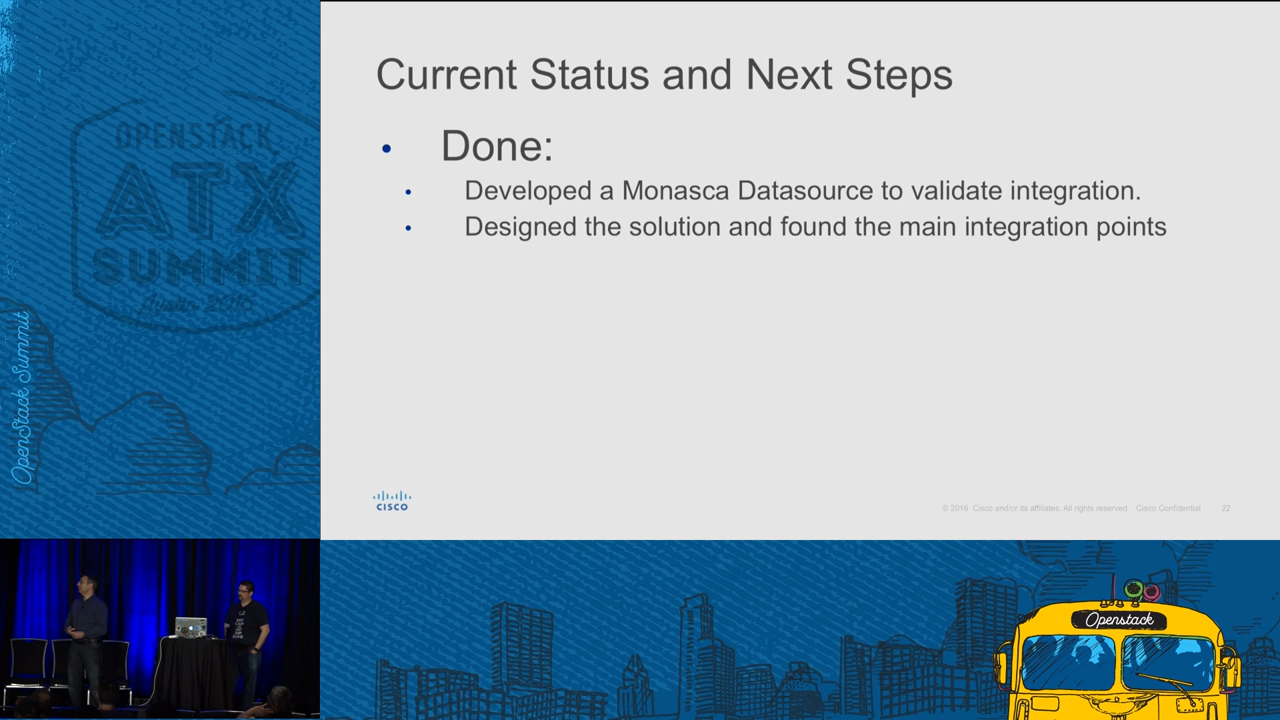 Current Status and Next Steps
• Done:
• Developed a Monasca Datasource to validate integration.
• Designed the solution and found the main integration points
CISCO
© 2016 Cisco and/or its affiliates. All rights reserved. Cisco Confidential 22
OPENSTACK
ATX
SUMMIT
Austin 2016
OpenStack Summit
Openstack